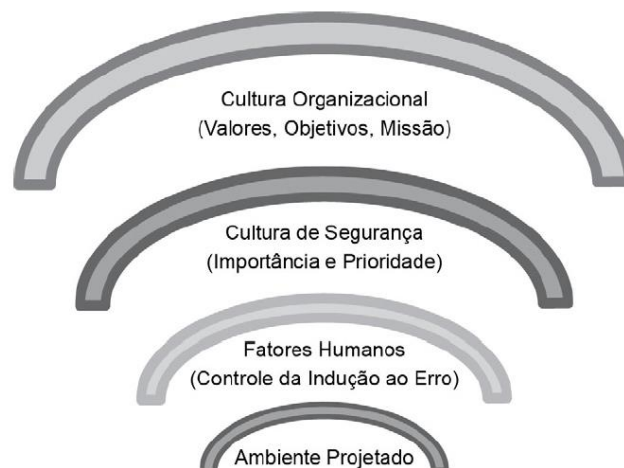 Cultura Organizacional
(Valores, Objetivos, Missão)
Cultura de Segurança
(Importância e Prioridade)
Fatores Humanos
(Controle da Indução ao Erro)
Ambiente Projetado